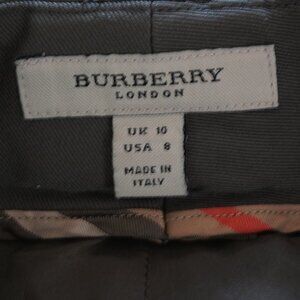 BURBERRY
LONDON
UK 10
USA 8
MADE IN
ITALY